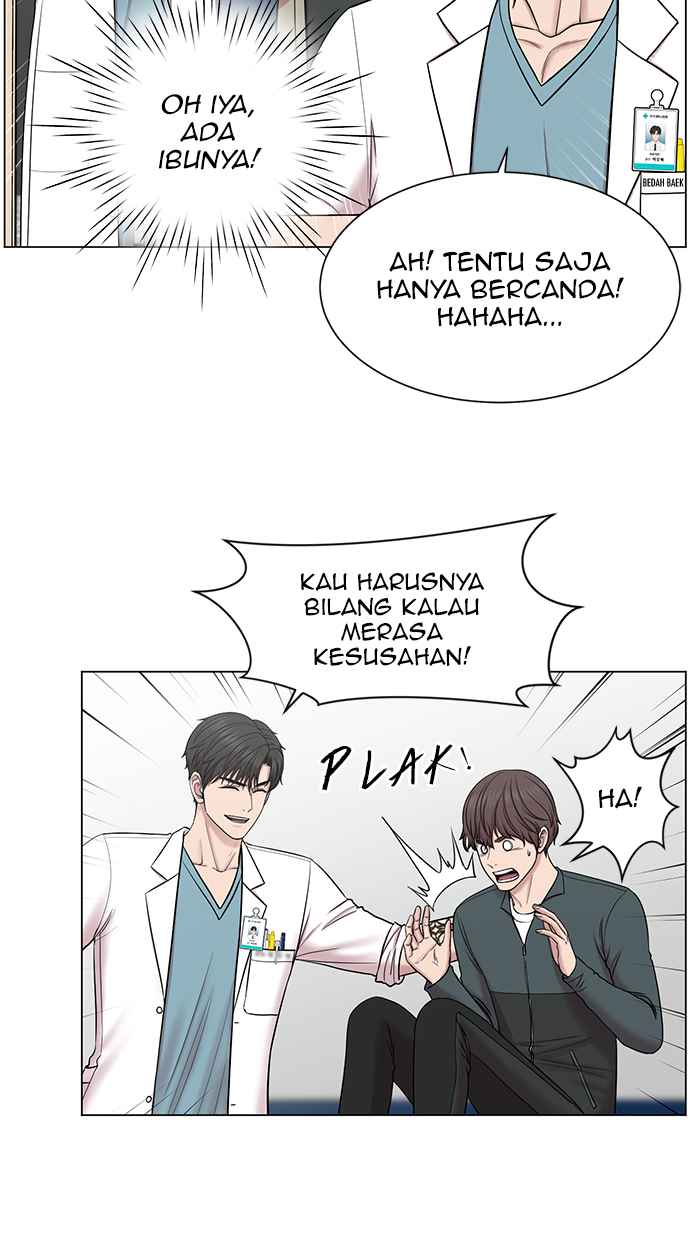 OH IYA,
ADA
IBUNYA!
BEDAH BAEK
AH! TENTU SAJA
HANYA BERCANDA!
HAHAHA...
KAU HARUSNYA
BILANG KALAU
MERASA
KESUSAHAN!
PLAK!
HA!